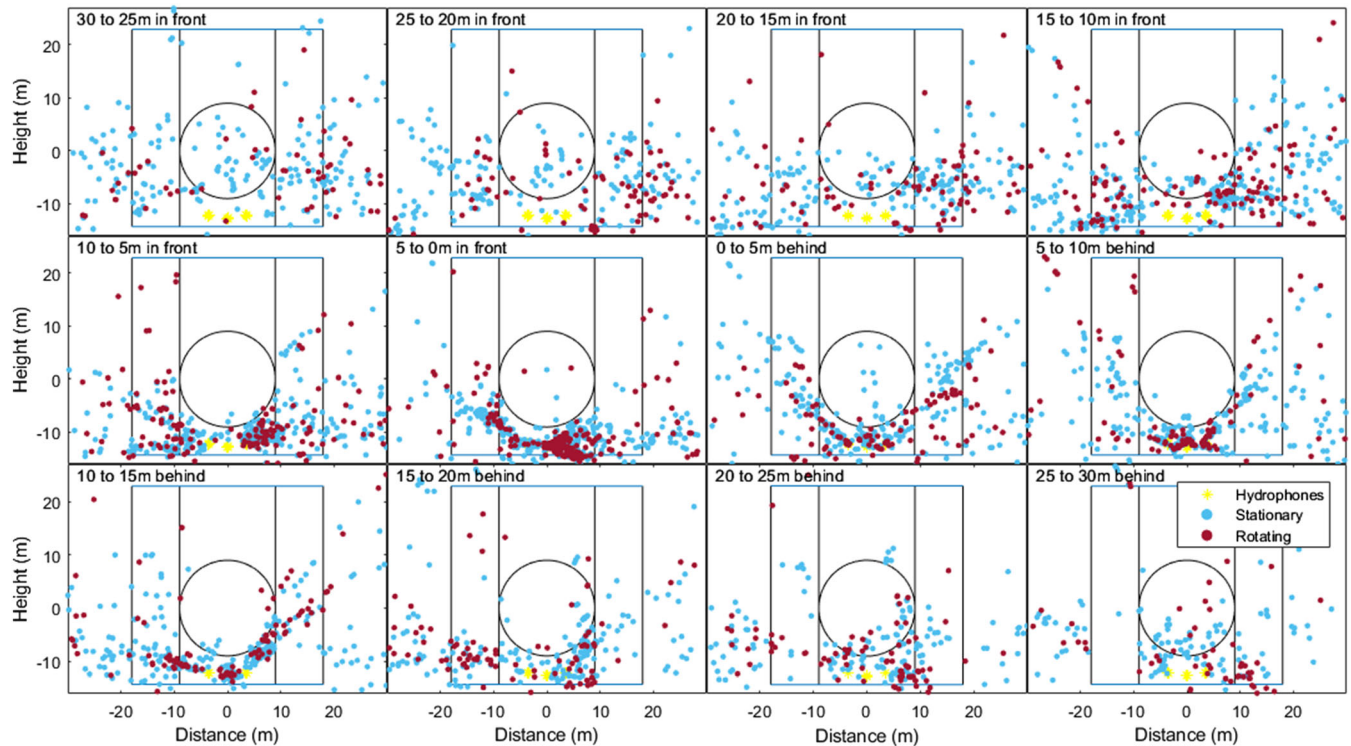 30 to 25m in front
25 to 20m in front
20 to 15m in front
15 to 10m in front
20
10
0
-10
Height (m)
10 to 5m in front
5 to 0m in front
0 to 5m behind
5 to 10m behind
20
10
0
-10
Height (m)
10 to 15m behind
15 to 20m behind
20 to 25m behind
25 to 30m behind
Hydrophones
Stationary
Rotating
20
10
0
-10
Height (m)
-20 -10 0 10 20
-20 -10 0 10 20
-20 -10 0 10 20
-20 -10 0 10 20
Distance (m)
Distance (m)
Distance (m)
Distance (m)